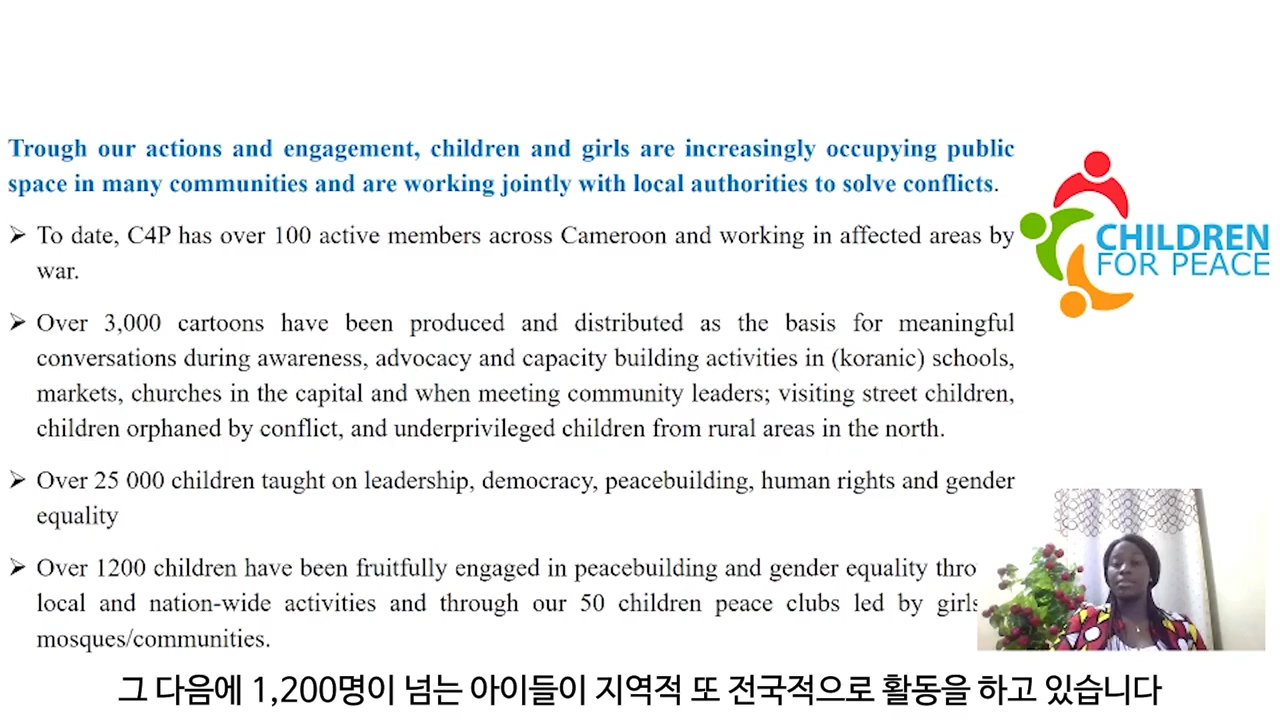 Trough our actions and engagement, children and girls are increasingly occupying public
space in many communities and are working jointly with local authorities to solve conflicts.
➢ To date, C4P has over 100 active members across Cameroon and working in affected areas by
war.
➢ Over 3,000 cartoons have been produced and distributed as the basis for meaningful
conversations during awareness, advocacy and capacity building activities in (koranic) schools,
markets, churches in the capital and when meeting community leaders; visiting street children,
children orphaned by conflict, and underprivileged children from rural areas in the north.
➢ Over 25 000 children taught on leadership, democracy, peacebuilding, human rights and gender
equality
➢ Over 1200 children have been fruitfully engaged in peacebuilding and gender equality thro
local and nation-wide activities and through our 50 children peace clubs led by girls
mosques/communities.
CHILDREN
FOR PEACE
그 다음에 1,200명이 넘는 아이들이 지역적 또 전국적으로 활동을 하고 있습니다